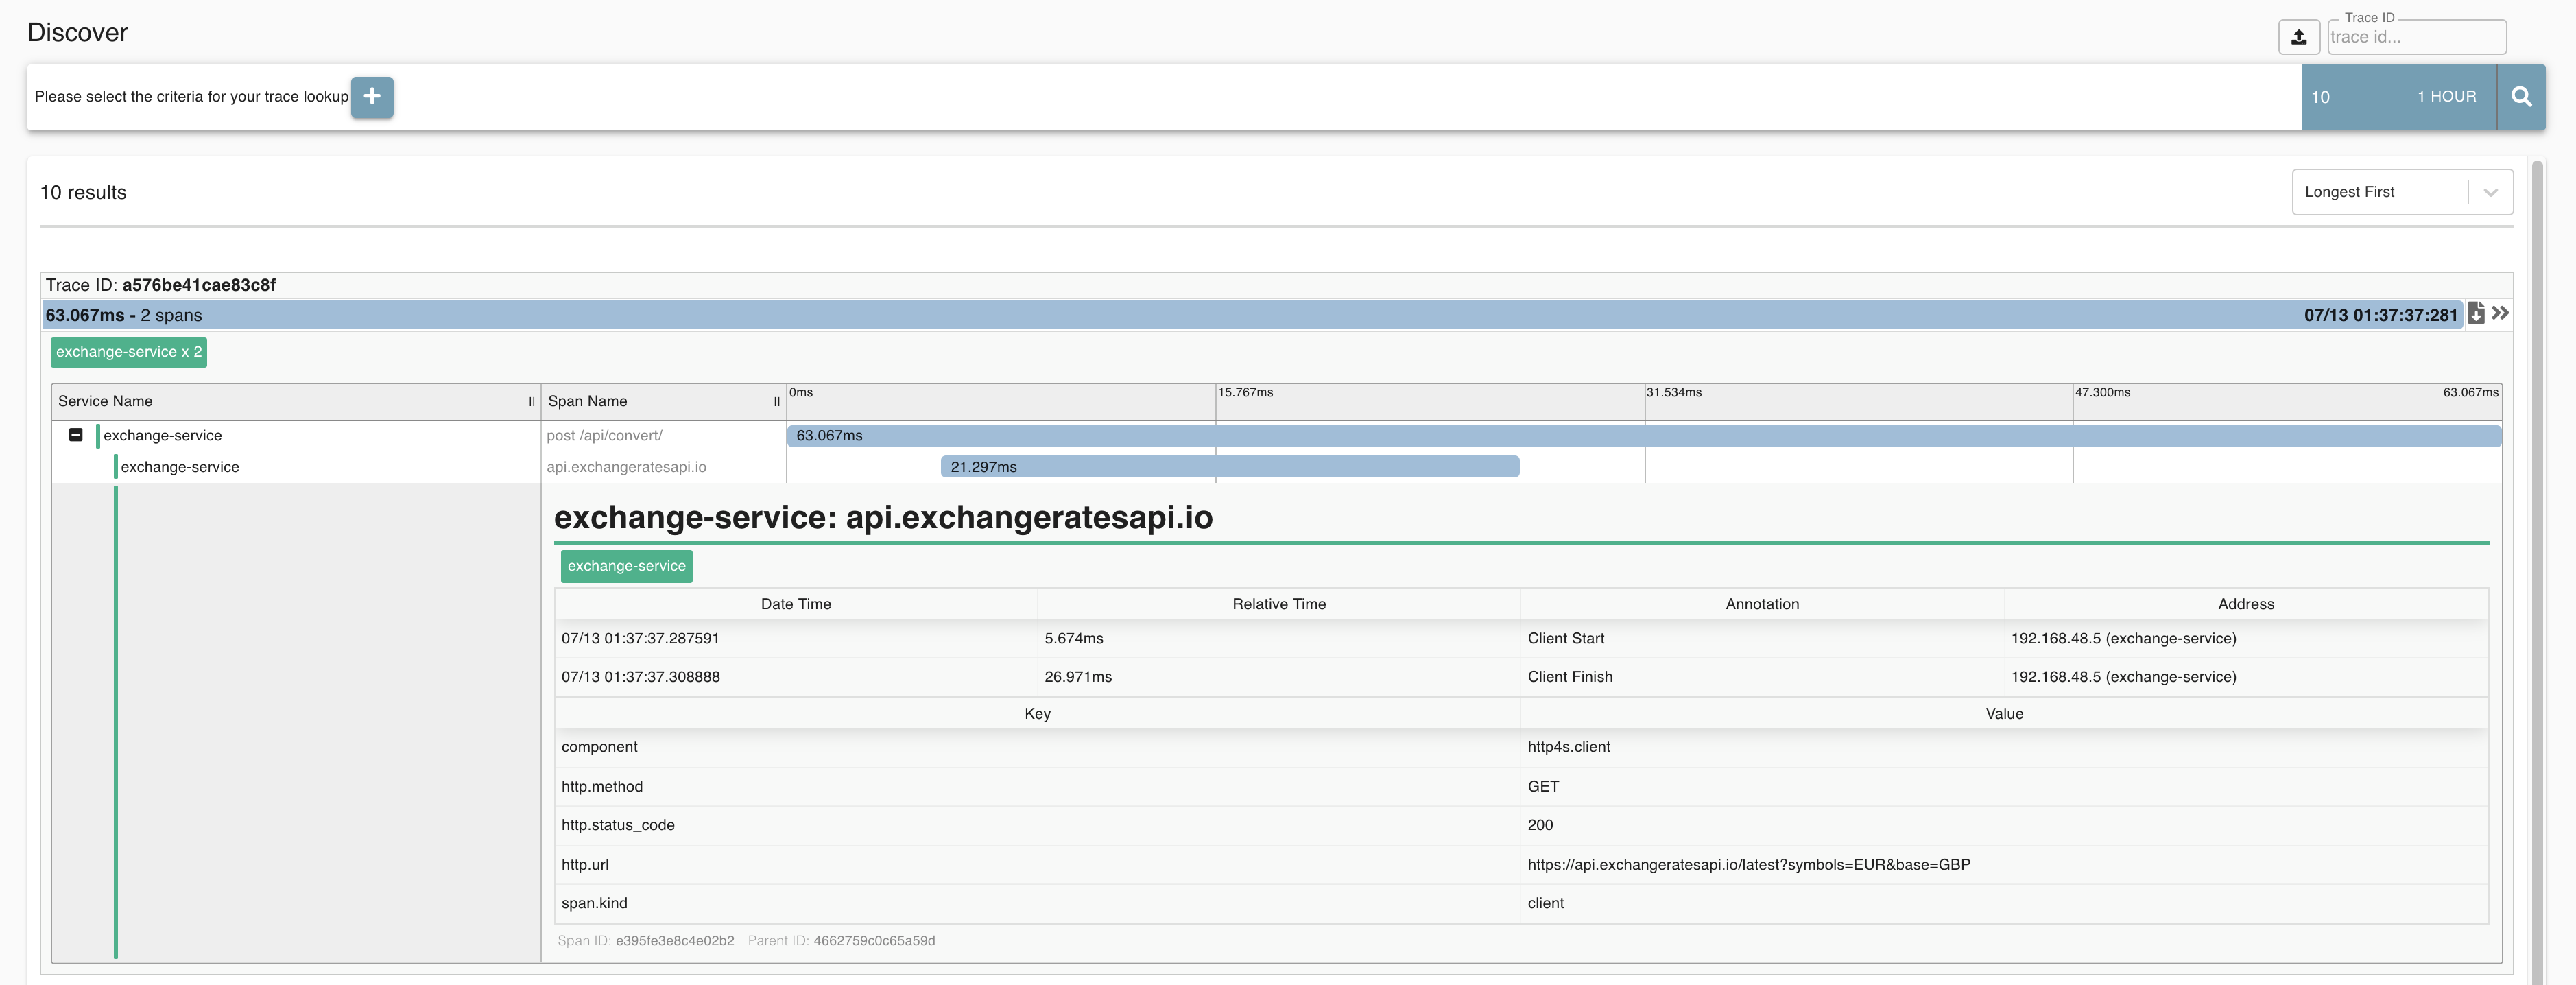 Discover
Trace ID
trace id...
Please select the criteria for your trace lookup
10 1 HOUR
10 results
Longest First
Trace ID: a576be41cae83c8f
63.067ms - 2 spans 07/13 01:37:37:281
exchange-service x 2
Service Name Span Name 0ms 15.767ms 31.534ms 47.300ms 63.067ms
exchange-service post /api/convert/ 63.067ms
exchange-service api.exchangeratesapi.io 21.297ms
exchange-service: api.exchangeratesapi.io
exchange-service
Date Time Relative Time Annotation Address
07/13 01:37:37.287591 5.674ms Client Start 192.168.48.5 (exchange-service)
07/13 01:37:37.308888 26.971ms Client Finish 192.168.48.5 (exchange-service)
Key Value
component http4s.client
http.method GET
http.status_code 200
http.url https://api.exchangeratesapi.io/latest?symbols=EUR&base=GBP
span.kind client
Span ID: e395fe3e8c4e02b2 Parent ID: 4662759c0c65a59d